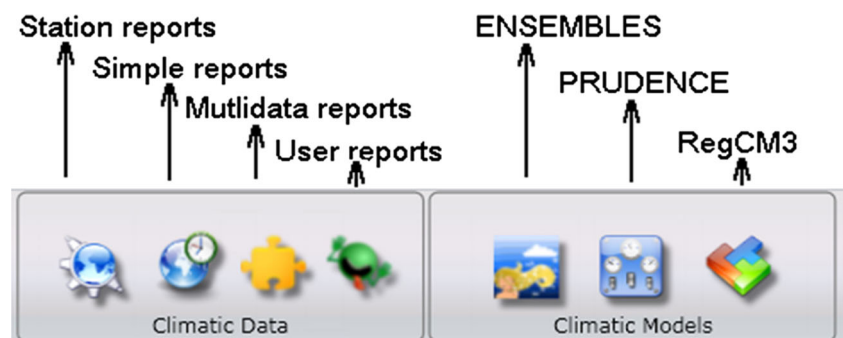 Station reports
Simple reports
Mutlidata reports
User reports
ENSEMBLES
PRUDENCE
RegCM3
Climatic Data
Climatic Models